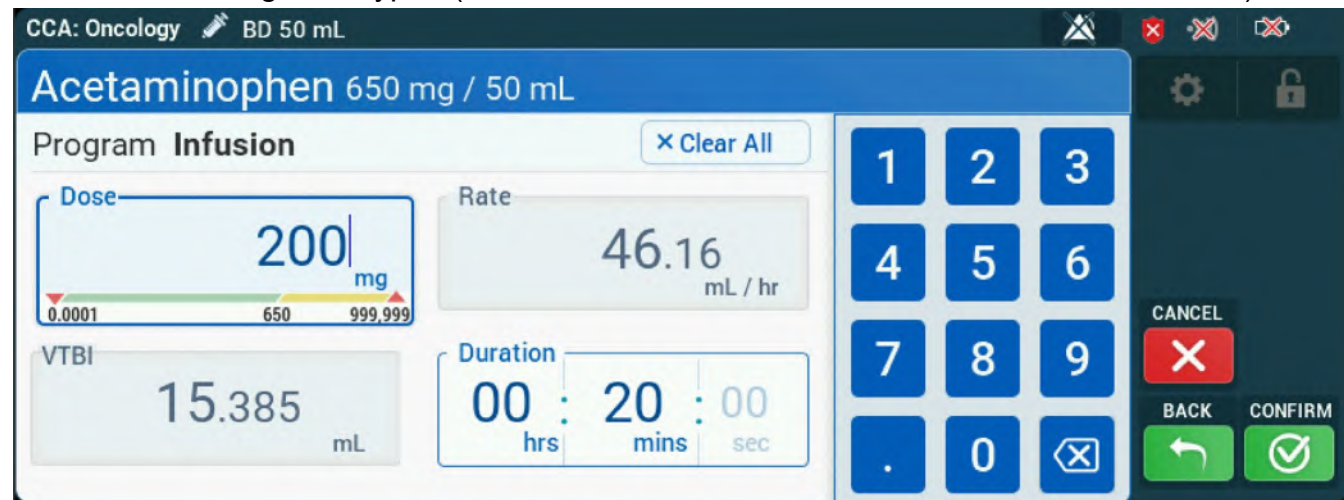 CCA: Oncology BD 50 mL
Acetaminophen 650 mg / 50 mL
Program Infusion
× Clear All
Dose
200
mg
0.0001 650 999,999
Rate
46.16
mL / hr
VTBI
15.385
mL
Duration
00 : 20 : 00
hrs mins sec
1 2 3
4 5 6
7 8 9
. 0
CANCEL
BACK CONFIRM